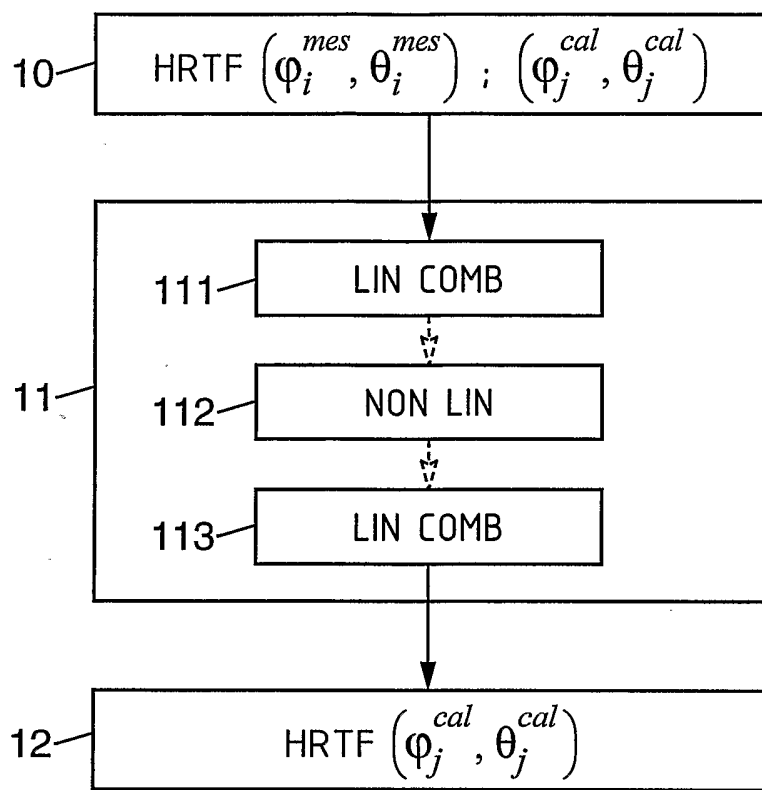 10 HRTF (φ_i^mes, θ_i^mes) ; (φ_j^cal, θ_j^cal)
111 LIN COMB
11
112 NON LIN
113 LIN COMB
12 HRTF (φ_j^cal, θ_j^cal)